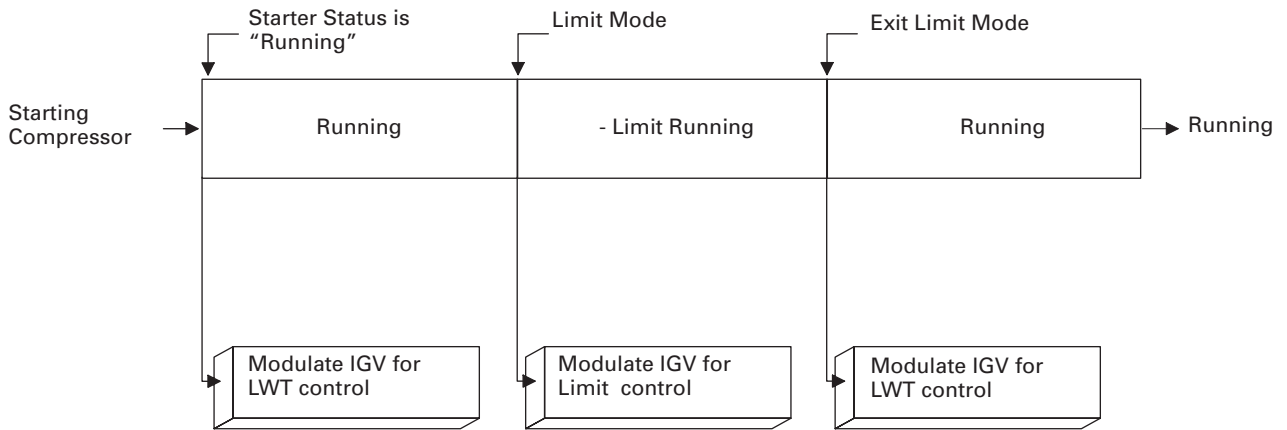 Starter Status is
“Running”
Limit Mode
Exit Limit Mode
Starting
Compressor
Running
- Limit Running
Running
Running
Modulate IGV for
LWT control
Modulate IGV for
Limit  control
Modulate IGV for
LWT control